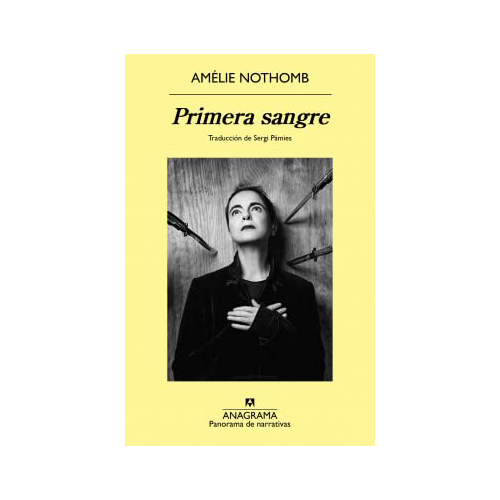 AMÉLIE NOTHOMB
Primera sangre
Traducción de Sergi Pàmies
ANAGRAMA
Panorama de narrativas